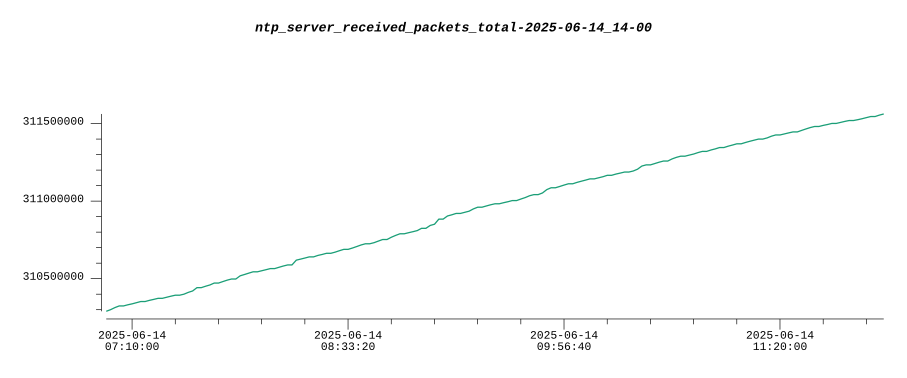 ntp_server_received_packets_total-2025-06-14_14-00
311500000
311000000
310500000
2025-06-14 2025-06-14 2025-06-14 2025-06-14
07:10:00 08:33:20 09:56:40 11:20:00